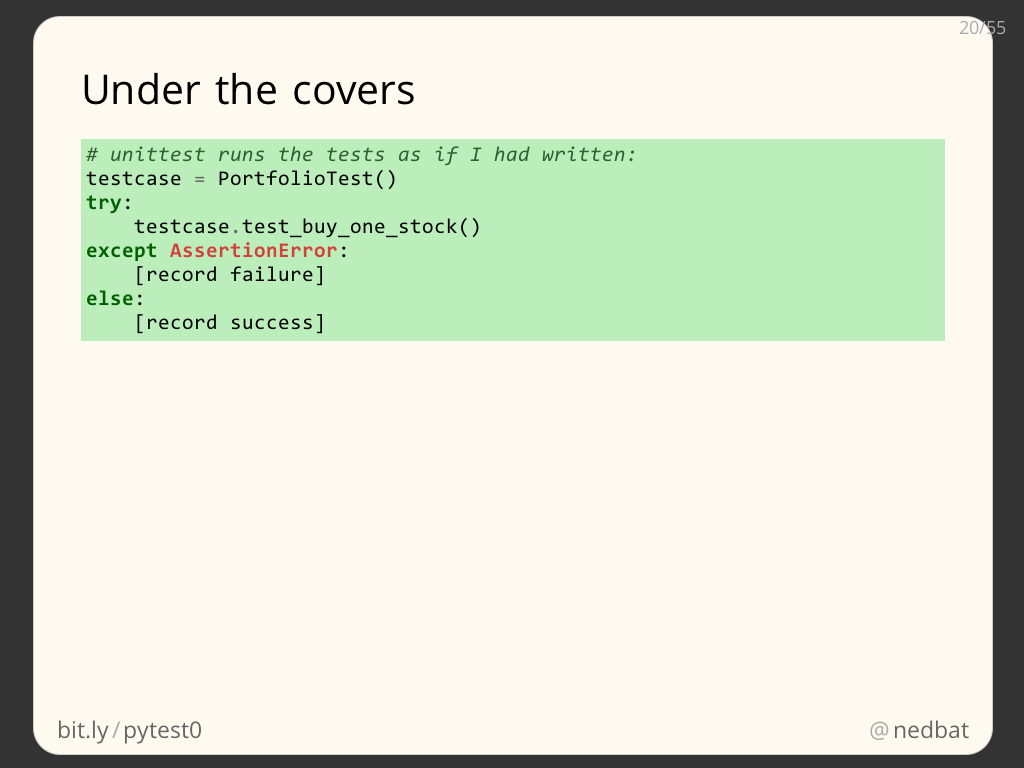 20/55
Under the covers
# unittest runs the tests as if I had written:
testcase = PortfolioTest()
try:
    testcase.test_buy_one_stock()
except AssertionError:
    [record failure]
else:
    [record success]
bit.ly/pytest0
@nedbat